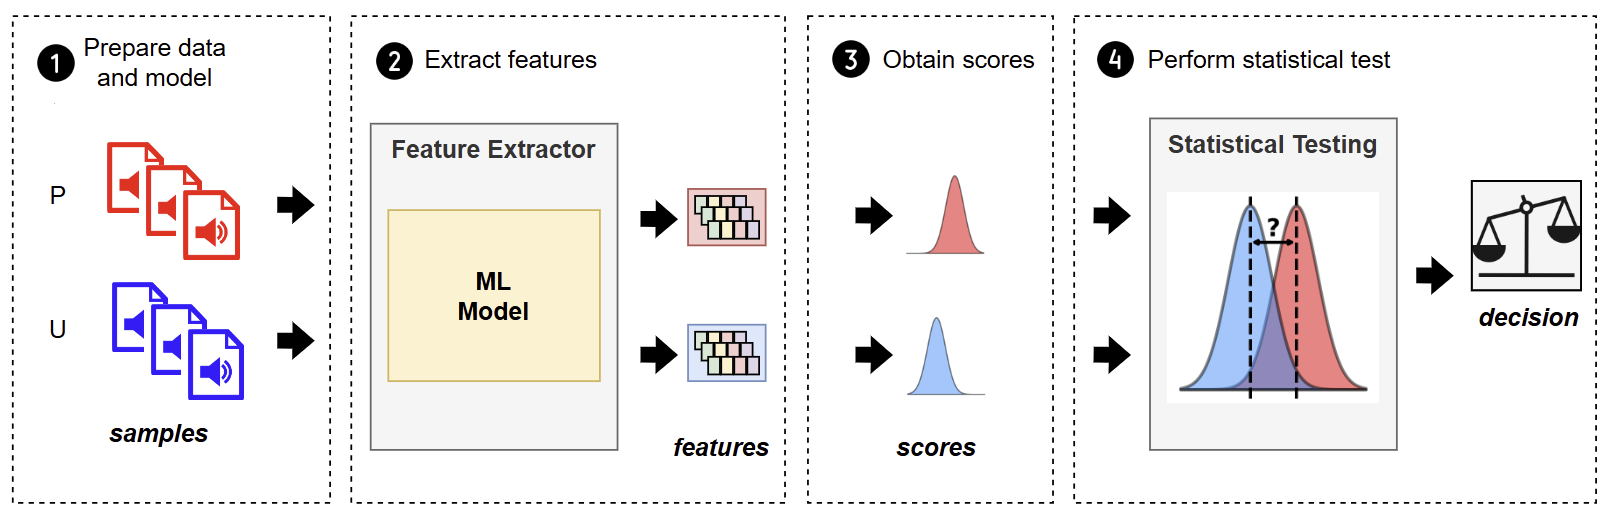 1 Prepare data
and model
P
U
samples
2 Extract features
Feature Extractor
ML
Model
features
3 Obtain scores
scores
4 Perform statistical test
Statistical Testing
?
decision